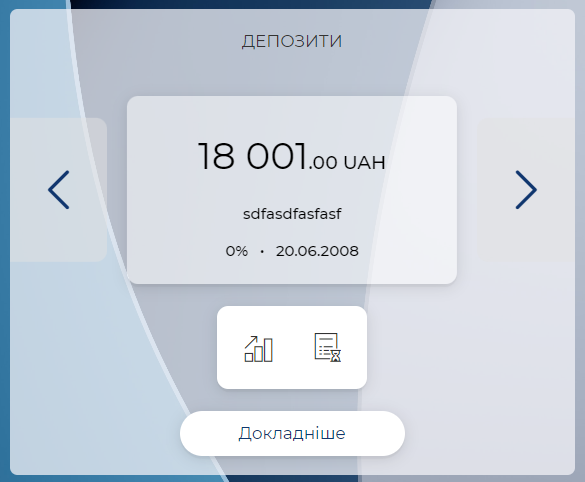 ДЕПОЗИТИ
18 001.00 UAH
sdfasdfasfasf
0% • 20.06.2008
Докладніше